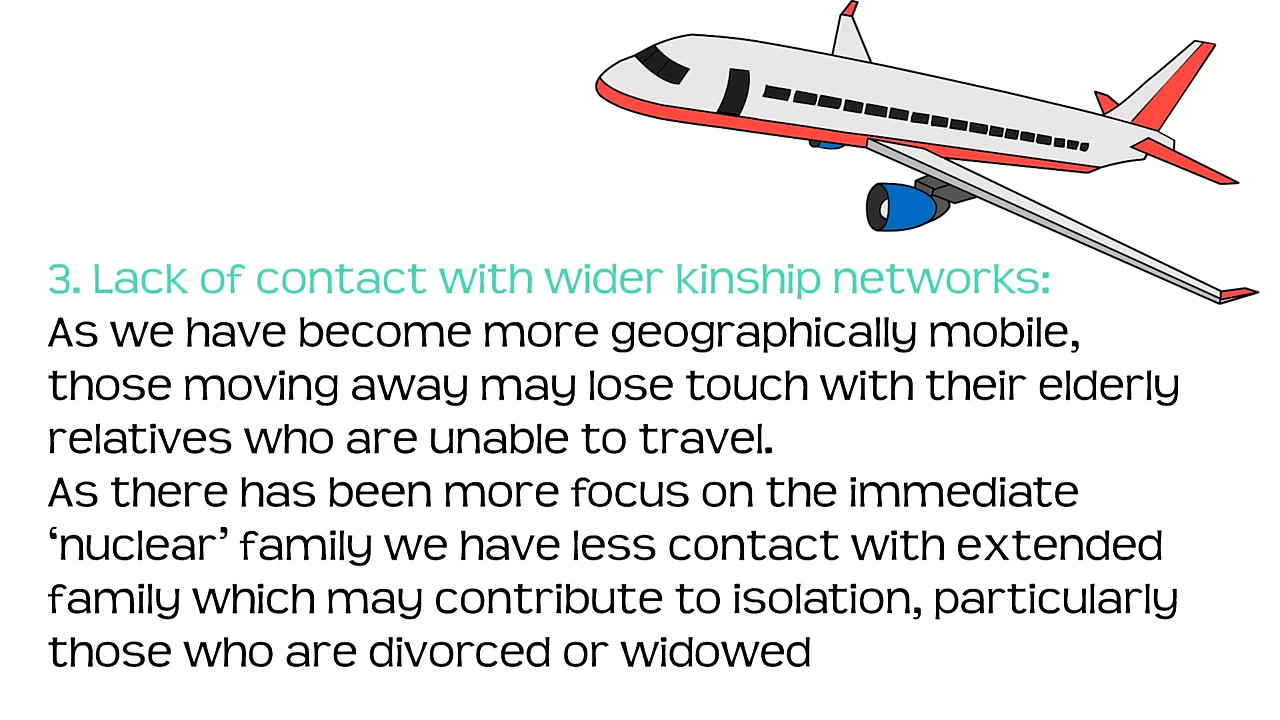 3. Lack of contact with wider kinship networks:
As we have become more geographically mobile,
those moving away may lose touch with their elderly
relatives who are unable to travel.
As there has been more focus on the immediate
‘nuclear’ family we have less contact with extended
family which may contribute to isolation, particularly
those who are divorced or widowed